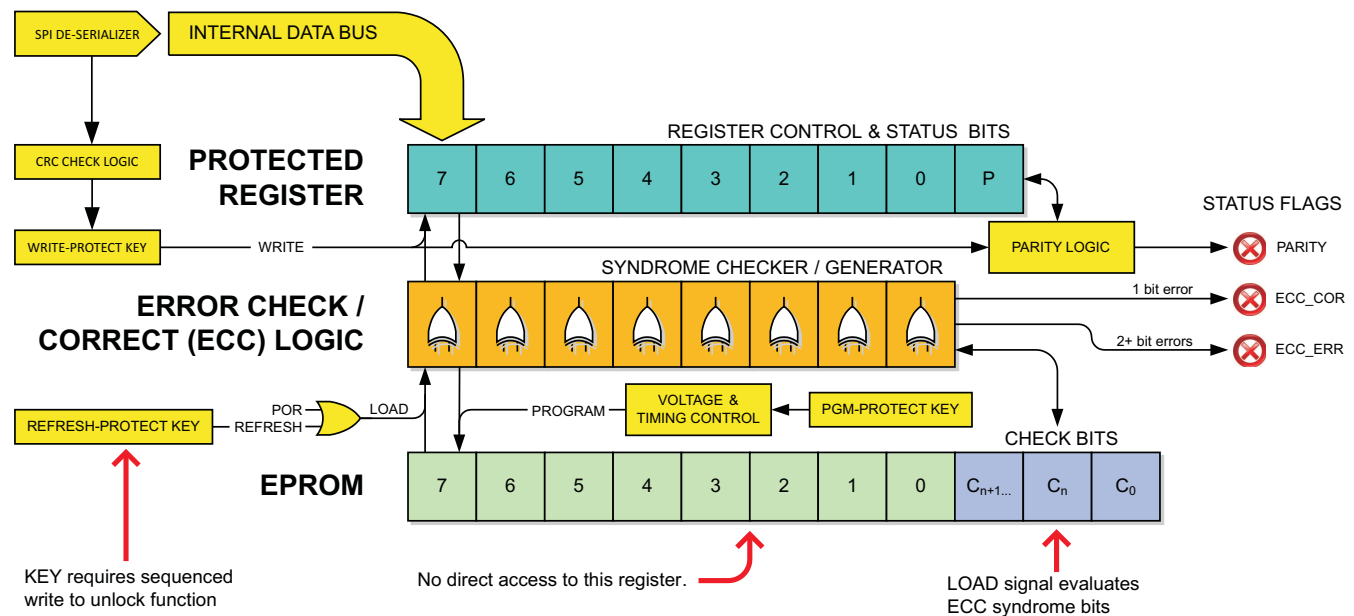 SPI DE-SERIALIZER
INTERNAL DATA BUS
REGISTER CONTROL & STATUS BITS
CRC CHECK LOGIC
PROTECTED
REGISTER
7 6 5 4 3 2 1 0 P
STATUS FLAGS
WRITE-PROTECT KEY
WRITE
PARITY LOGIC
PARITY
SYNDROME CHECKER / GENERATOR
ERROR CHECK /
CORRECT (ECC) LOGIC
1 bit error
ECC_COR
2+ bit errors
ECC_ERR
REFRESH-PROTECT KEY
POR
REFRESH
LOAD
PROGRAM
VOLTAGE &
TIMING CONTROL
PGM-PROTECT KEY
CHECK BITS
EPROM
7 6 5 4 3 2 1 0 Cn+1... Cn C0
KEY requires sequenced
write to unlock function
No direct access to this register.
LOAD signal evaluates
ECC syndrome bits